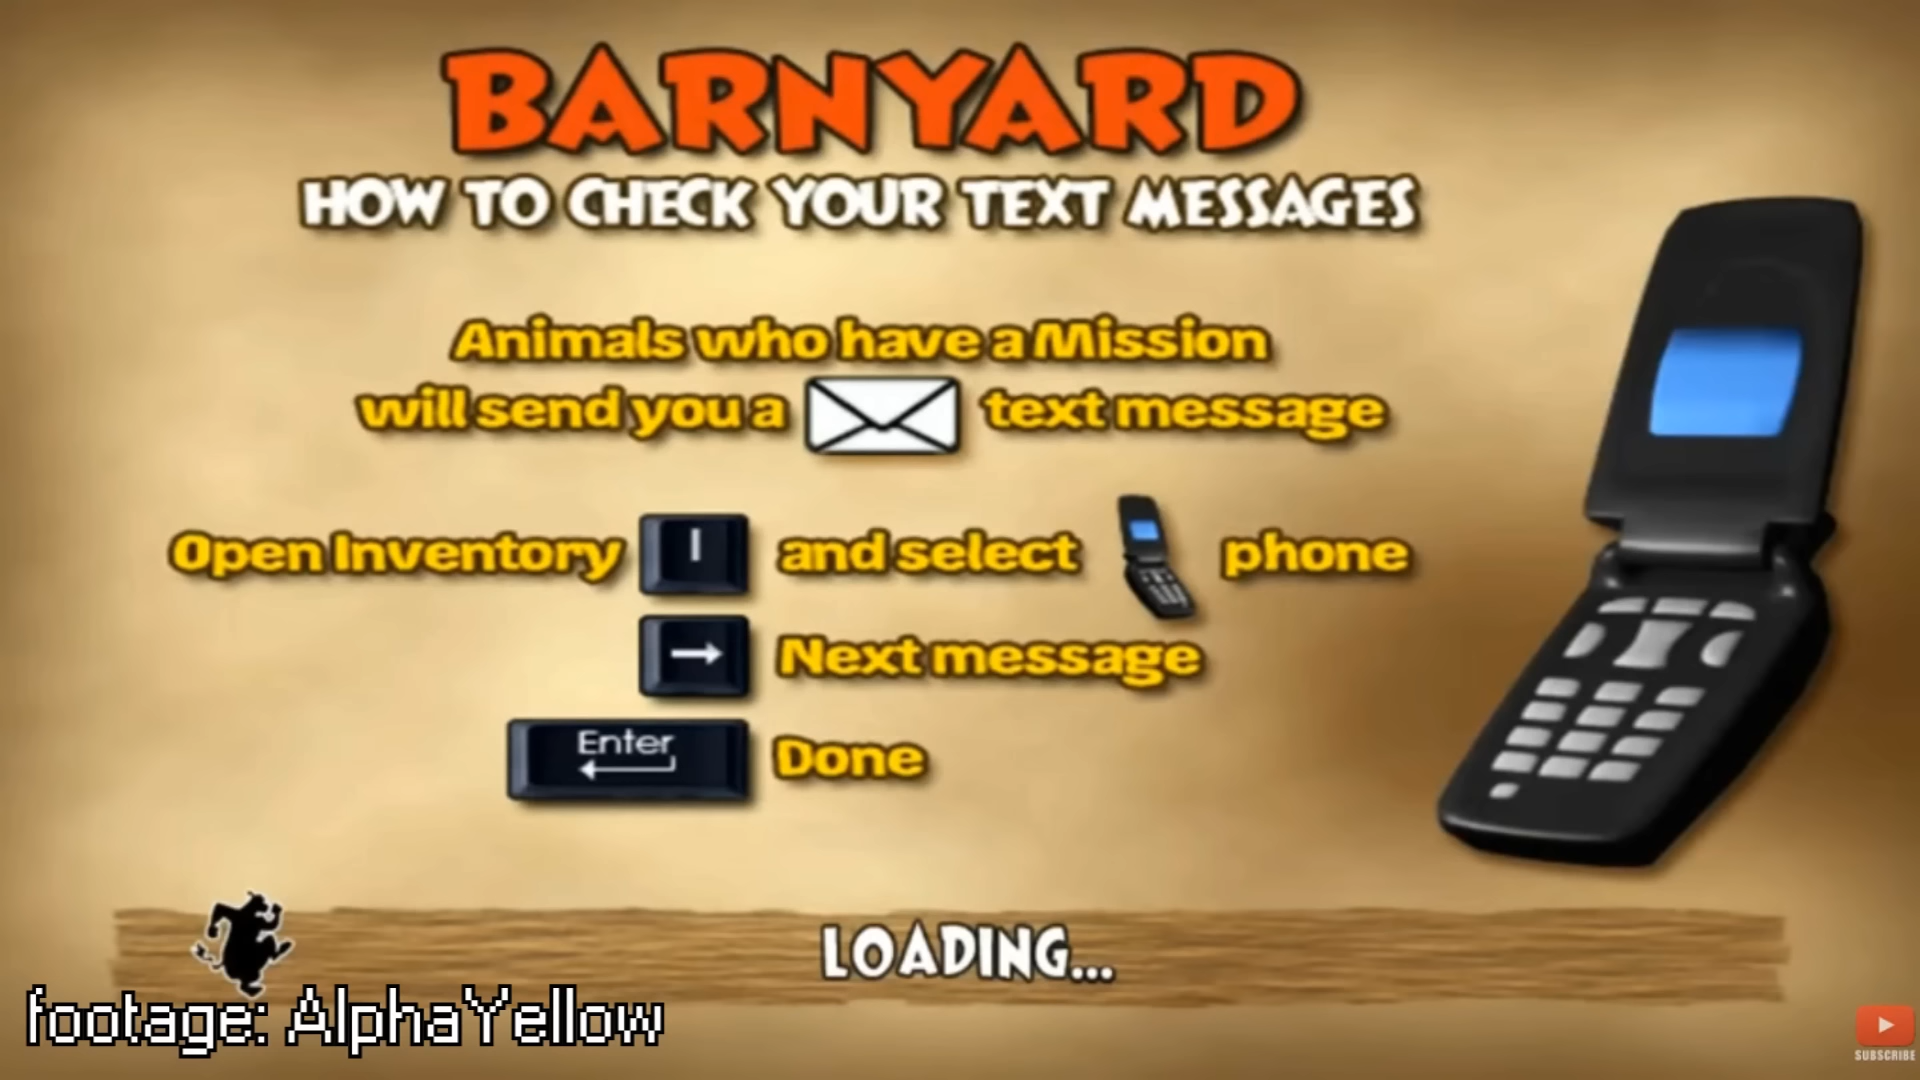 BARNYARD
HOW TO CHECK YOUR TEXT MESSAGES
Animals who have a Mission
will send you a text message
Open Inventory I and select phone
Next message
Enter Done
LOADING...
footage: AlphaYellow
SUBSCRIBE